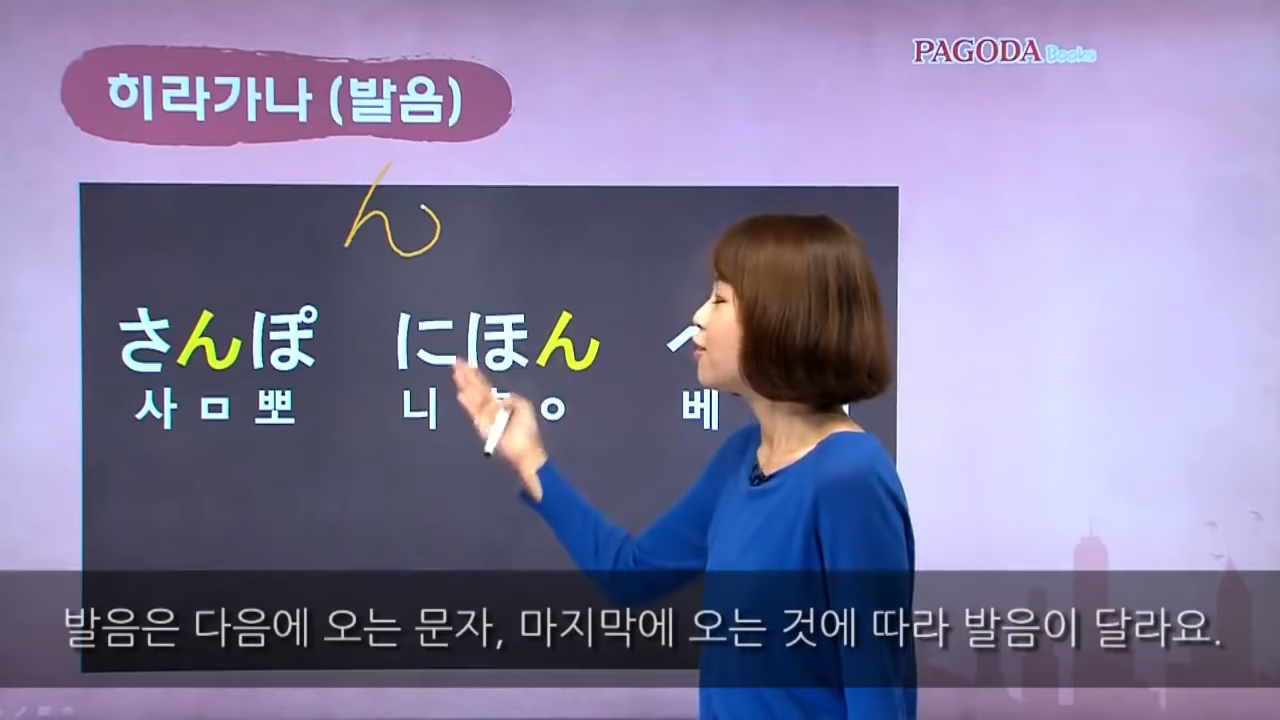 히라가나 (발음)
PAGODA Books
ん
さんぽ にほん
사ㅁ뽀 니 ㅇ 베
발음은 다음에 오는 문자, 마지막에 오는 것에 따라 발음이 달라요.